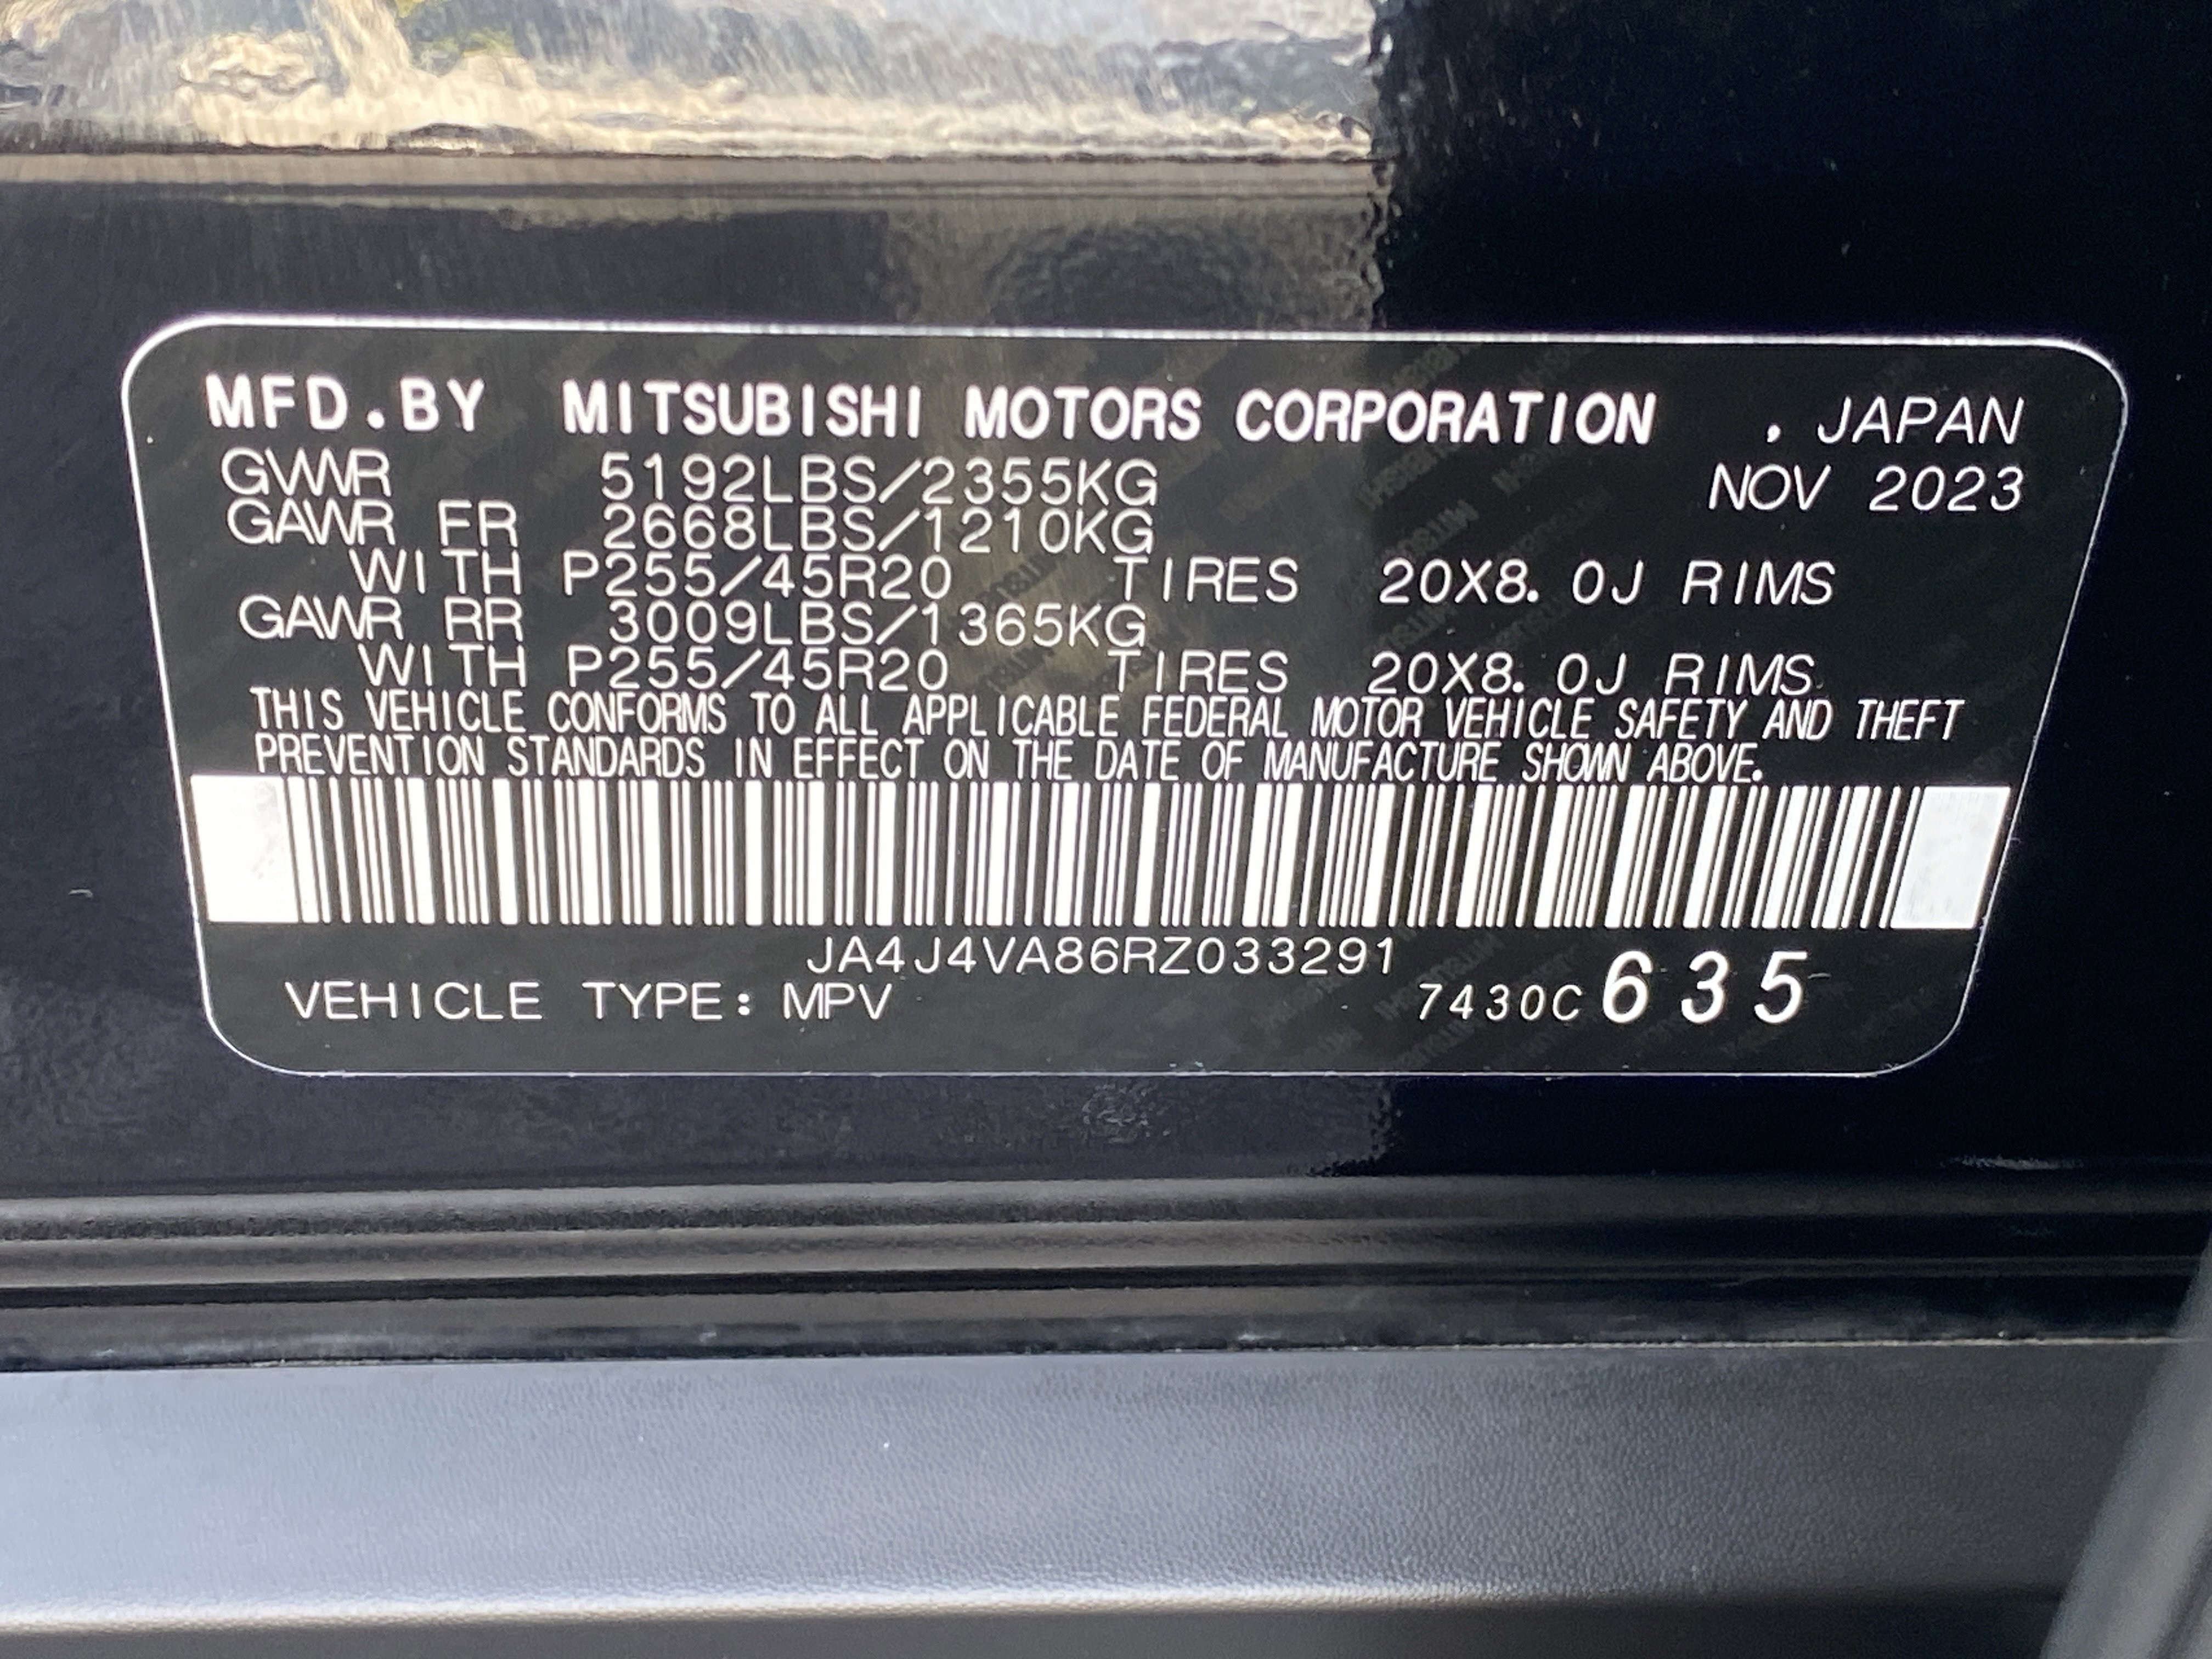 MFD.BY MITSUBISHI MOTORS CORPORATION . JAPAN
GVWR 5192LBS/2355KG NOV 2023
GAWR FR 2668LBS/1210KG
WITH P255/45R20 TIRES 20X8.0J RIMS
GAWR RR 3009LBS/1365KG
WITH P255/45R20 TIRES 20X8.0J RIMS
THIS VEHICLE CONFORMS TO ALL APPLICABLE FEDERAL MOTOR VEHICLE SAFETY AND THEFT
PREVENTION STANDARDS IN EFFECT ON THE DATE OF MANUFACTURE SHOWN ABOVE.
JA4J4VA86RZ033291
VEHICLE TYPE: MPV 7430C635